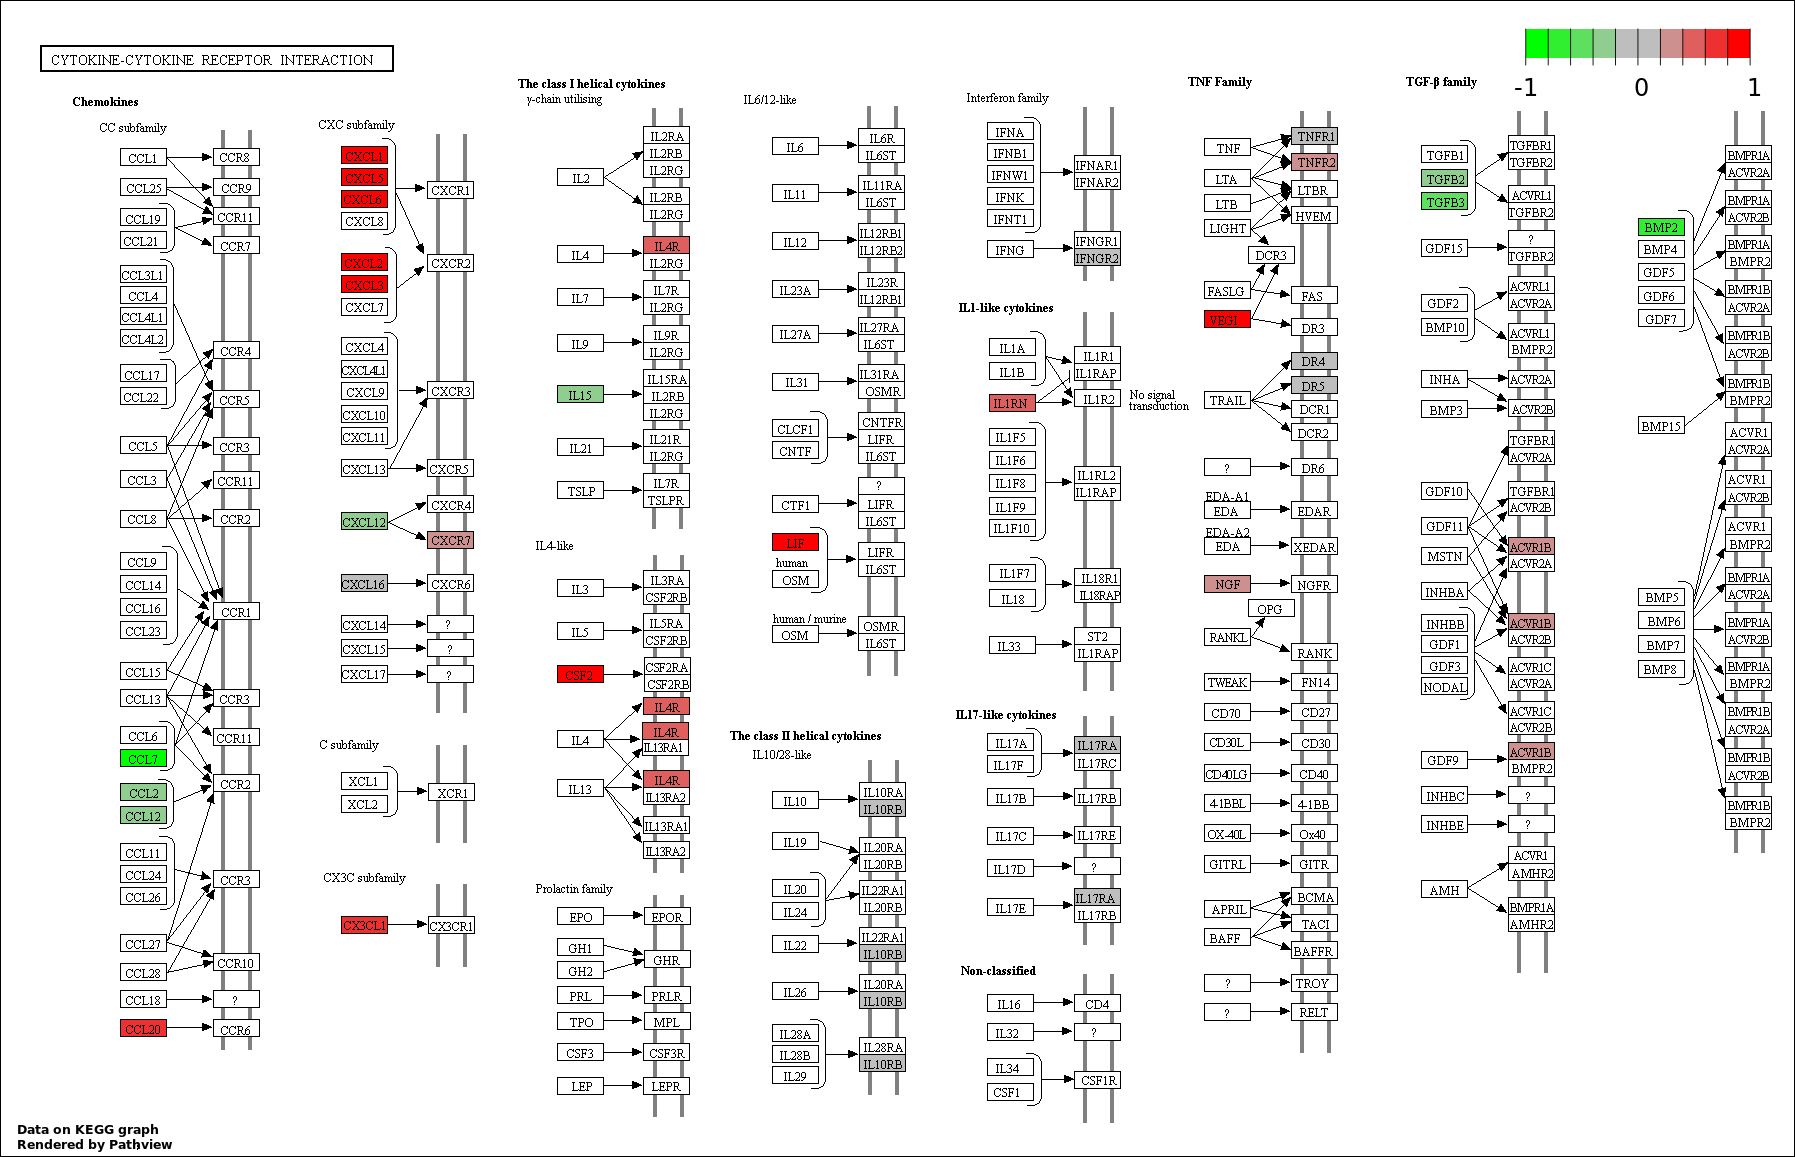 CYTOKINE-CYTOKINE RECEPTOR INTERACTION
-1
0
1
Chemokines
CC subfamily
CCL1
CCR8
CCL25
CCR9
CCL19
CCR11
CCL21
CCR7
CCL3L1
CCL4
CCL4L1
CCL4L2
CCR4
CCL17
CCL22
CCR5
CCL5
CCR3
CCL3
CCR11
CCL8
CCR2
CCL9
CCL14
CCL16
CCL23
CCR1
CCL15
CCL13
CCR3
CCL6
CCR11
CCL7
CCR2
CCL2
CCL12
CCL11
CCL24
CCL26
CCR3
CCL27
CCL28
CCR10
CCL18
?
CCL20
CCR6
CXC subfamily
CXCL1
CXCL5
CXCL6
CXCL8
CXCR1
CXCL2
CXCL3
CXCL7
CXCR2
CXCL4
CXCL4L1
CXCL9
CXCL10
CXCL11
CXCR3
CXCL13
CXCR5
CXCR4
CXCL12
CXCR7
CXCL16
CXCR6
CXCL14
?
CXCL15
?
CXCL17
?
C subfamily
XCL1
XCL2
XCR1
CX3C subfamily
CX3CL1
CX3CR1
The class I helical cytokines
γ-chain utilising
IL2
IL2RA
IL2RB
IL2RG
IL2RB
IL2RG
IL4
IL4R
IL2RG
IL7
IL7R
IL2RG
IL9
IL9R
IL2RG
IL15
IL15RA
IL2RB
IL2RG
IL21
IL21R
IL2RG
TSLP
IL7R
TSLPR
IL4-like
IL3
IL3RA
CSF2RB
IL5
IL5RA
CSF2RB
CSF2
CSF2RA
CSF2RB
IL4R
IL4
IL4R
IL13RA1
IL13
IL4R
IL13RA2
IL13RA1
IL13RA2
Prolactin family
EPO
EPOR
GH1
GH2
GHR
PRL
PRLR
TPO
MPL
CSF3
CSF3R
LEP
LEPR
IL6/12-like
IL6
IL6R
IL6ST
IL11
IL11RA
IL6ST
IL12
IL12RB1
IL12RB2
IL23A
IL23R
IL12RB1
IL27A
IL27RA
IL6ST
IL31
IL31RA
OSMR
CLCF1
CNTF
CNTFR
LIFR
IL6ST
CTF1
?
LIFR
IL6ST
LIF
human
OSM
LIFR
IL6ST
human / murine
OSM
OSMR
IL6ST
The class II helical cytokines
IL10/28-like
IL10
IL10RA
IL10RB
IL19
IL20RA
IL20RB
IL20
IL24
IL22RA1
IL20RB
IL22
IL22RA1
IL10RB
IL26
IL20RA
IL10RB
IL28A
IL28B
IL29
IL28RA
IL10RB
Interferon family
IFNA
IFNB1
IFNW1
IFNK
IFNT1
IFNAR1
IFNAR2
IFNG
IFNGR1
IFNGR2
IL1-like cytokines
IL1A
IL1B
IL1R1
IL1RAP
IL1RN
IL1R2
No signal
transduction
IL1F5
IL1F6
IL1F8
IL1F9
IL1F10
IL1RL2
IL1RAP
IL1F7
IL18
IL18R1
IL18RAP
IL33
ST2
IL1RAP
IL17-like cytokines
IL17A
IL17F
IL17RA
IL17RC
IL17B
IL17RB
IL17C
IL17RE
IL17D
?
IL17E
IL17RA
IL17RB
Non-classified
IL16
CD4
IL32
?
IL34
CSF1
CSF1R
TNF Family
TNF
TNFR1
TNFR2
LTA
LTBR
LTB
HVEM
LIGHT
DCR3
FASLG
FAS
VEGI
DR3
DR4
TRAIL
DR5
DCR1
DCR2
?
DR6
EDA-A1
EDA
EDAR
EDA-A2
EDA
XEDAR
NGF
NGFR
OPG
RANKL
RANK
TWEAK
FN14
CD70
CD27
CD30L
CD30
CD40LG
CD40
4-1BBL
4-1BB
OX-40L
Ox40
GITRL
GITR
APRIL
BCMA
TACI
BAFF
BAFFR
?
TROY
?
RELT
TGF-β family
TGFB1
TGFB2
TGFB3
TGFBR1
TGFBR2
ACVRL1
TGFBR2
GDF15
?
TGFBR2
GDF2
BMP10
ACVRL1
ACVR2A
ACVRL1
BMPR2
INHA
ACVR2A
BMP3
ACVR2B
TGFBR1
ACVR2A
GDF10
TGFBR1
ACVR2B
GDF11
MSTN
ACVR1B
ACVR2A
INHBA
INHBB
GDF1
GDF3
NODAL
ACVR1B
ACVR2B
ACVR1C
ACVR2A
ACVR1C
ACVR2B
GDF9
ACVR1B
BMPR2
INHBC
?
INHBE
?
AMH
ACVR1
AMHR2
BMPR1A
AMHR2
BMP2
BMP4
GDF5
GDF6
GDF7
BMPR1A
ACVR2A
BMPR1A
ACVR2B
BMPR1A
BMPR2
BMPR1B
ACVR2A
BMPR1B
ACVR2B
BMPR1B
BMPR2
BMP15
ACVR1
ACVR2A
ACVR1
ACVR2B
ACVR1
BMPR2
BMP5
BMP6
BMP7
BMP8
BMPR1A
ACVR2A
BMPR1A
ACVR2B
BMPR1A
BMPR2
BMPR1B
ACVR2A
BMPR1B
ACVR2B
BMPR1B
BMPR2
Data on KEGG graph
Rendered by Pathview